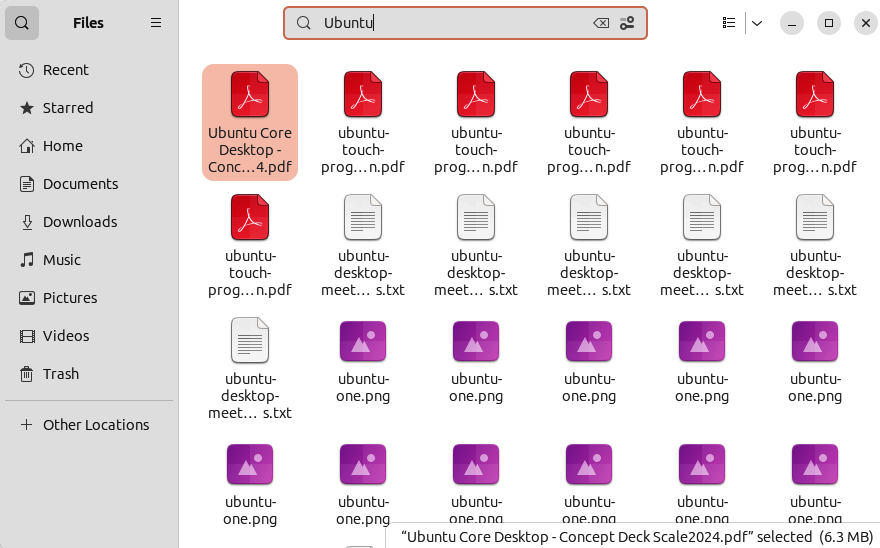 Files
Ubuntu
Recent
Starred
Home
Documents
Downloads
Music
Pictures
Videos
Trash
Other Locations
Ubuntu Core
Desktop -
Conc…4.pdf
ubuntu-
touch-
prog…n.pdf
ubuntu-
touch-
prog…n.pdf
ubuntu-
touch-
prog…n.pdf
ubuntu-
touch-
prog…n.pdf
ubuntu-
touch-
prog…n.pdf
ubuntu-
touch-
prog…n.pdf
ubuntu-
desktop-
meet… s.txt
ubuntu-
desktop-
meet… s.txt
ubuntu-
desktop-
meet… s.txt
ubuntu-
desktop-
meet… s.txt
ubuntu-
desktop-
meet… s.txt
ubuntu-
desktop-
meet… s.txt
ubuntu-
one.png
ubuntu-
one.png
ubuntu-
one.png
ubuntu-
one.png
ubuntu-
one.png
ubuntu-
one.png
ubuntu-
one.png
ubuntu-
one.png
ubuntu-
one.png
ubuntu-
one.png
ubuntu-
one.png
“Ubuntu Core Desktop - Concept Deck Scale2024.pdf” selected (6.3 MB)